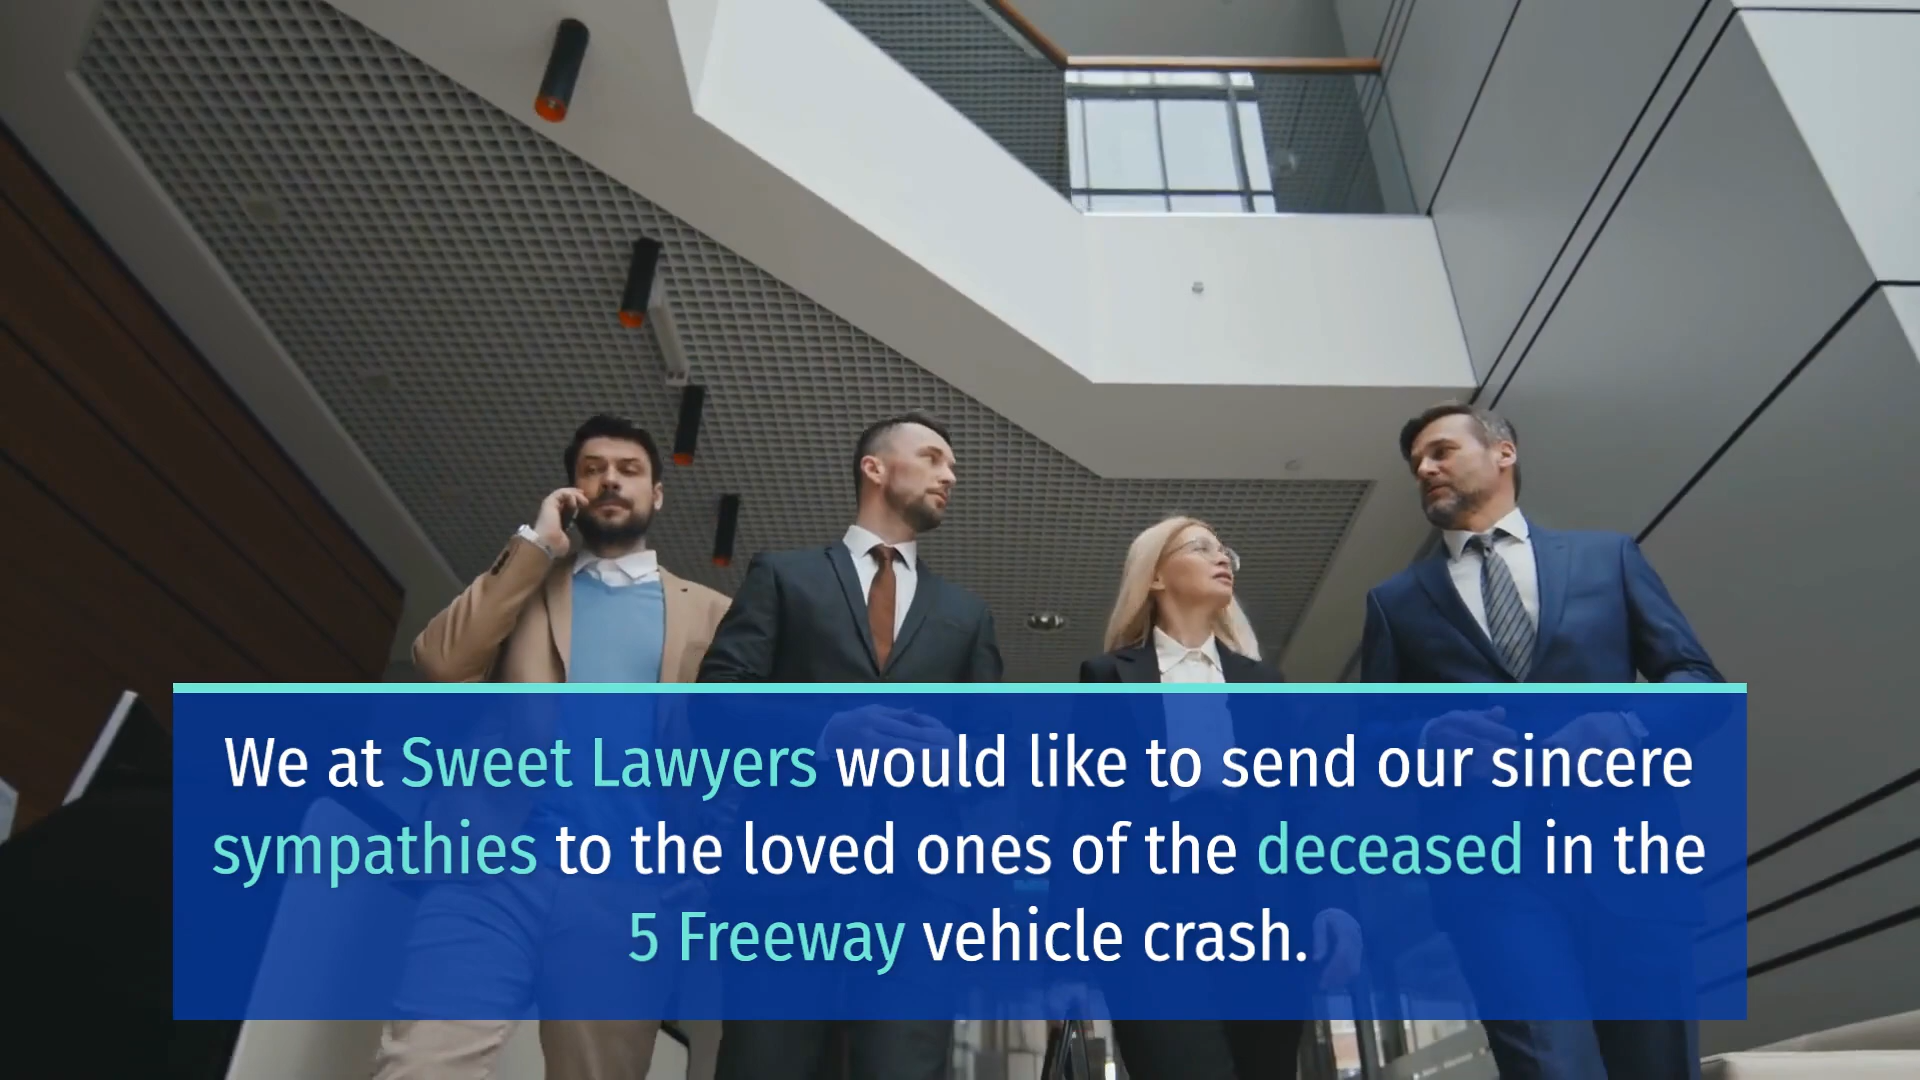 We at Sweet Lawyers would like to send our sincere
sympathies to the loved ones of the deceased in the
5 Freeway vehicle crash.